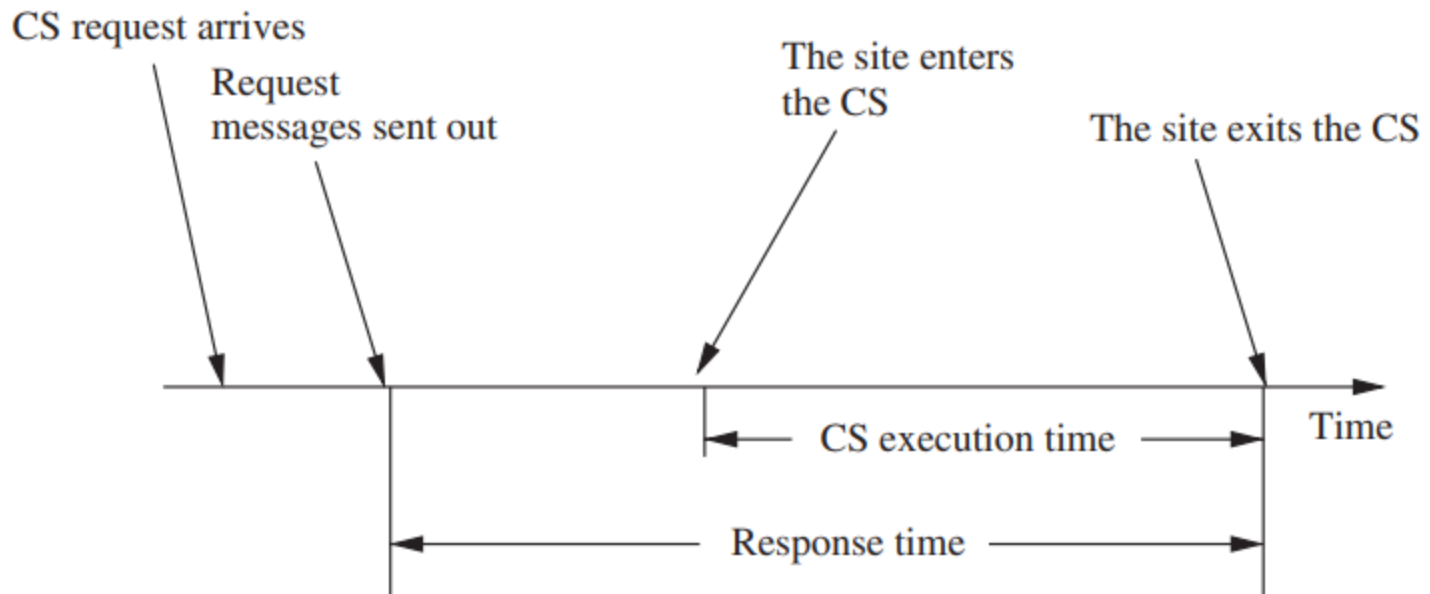 CS request arrives
Request
messages sent out
The site enters
the CS
The site exits the CS
Time
CS execution time
Response time